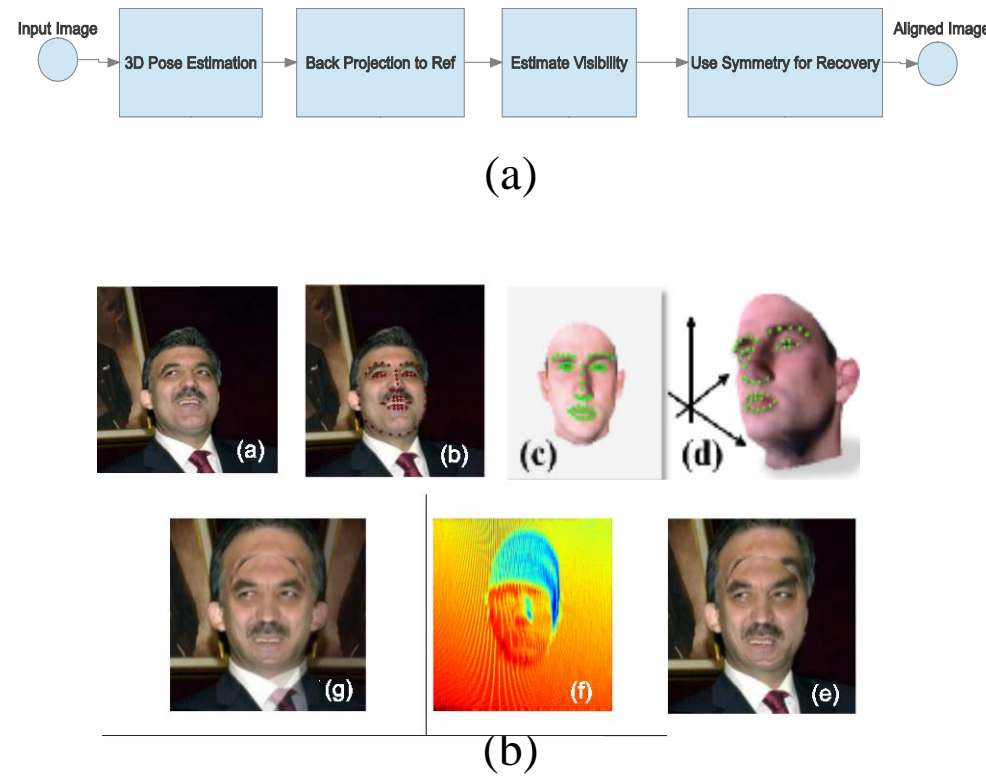 Input Image
Aligned Image
3D Pose Estimation
Back Projection to Ref
Estimate Visibility
Use Symmetry for Recovery
(a)
(a)
(b)
(c)
(d)
(g)
(f)
(e)
(b)